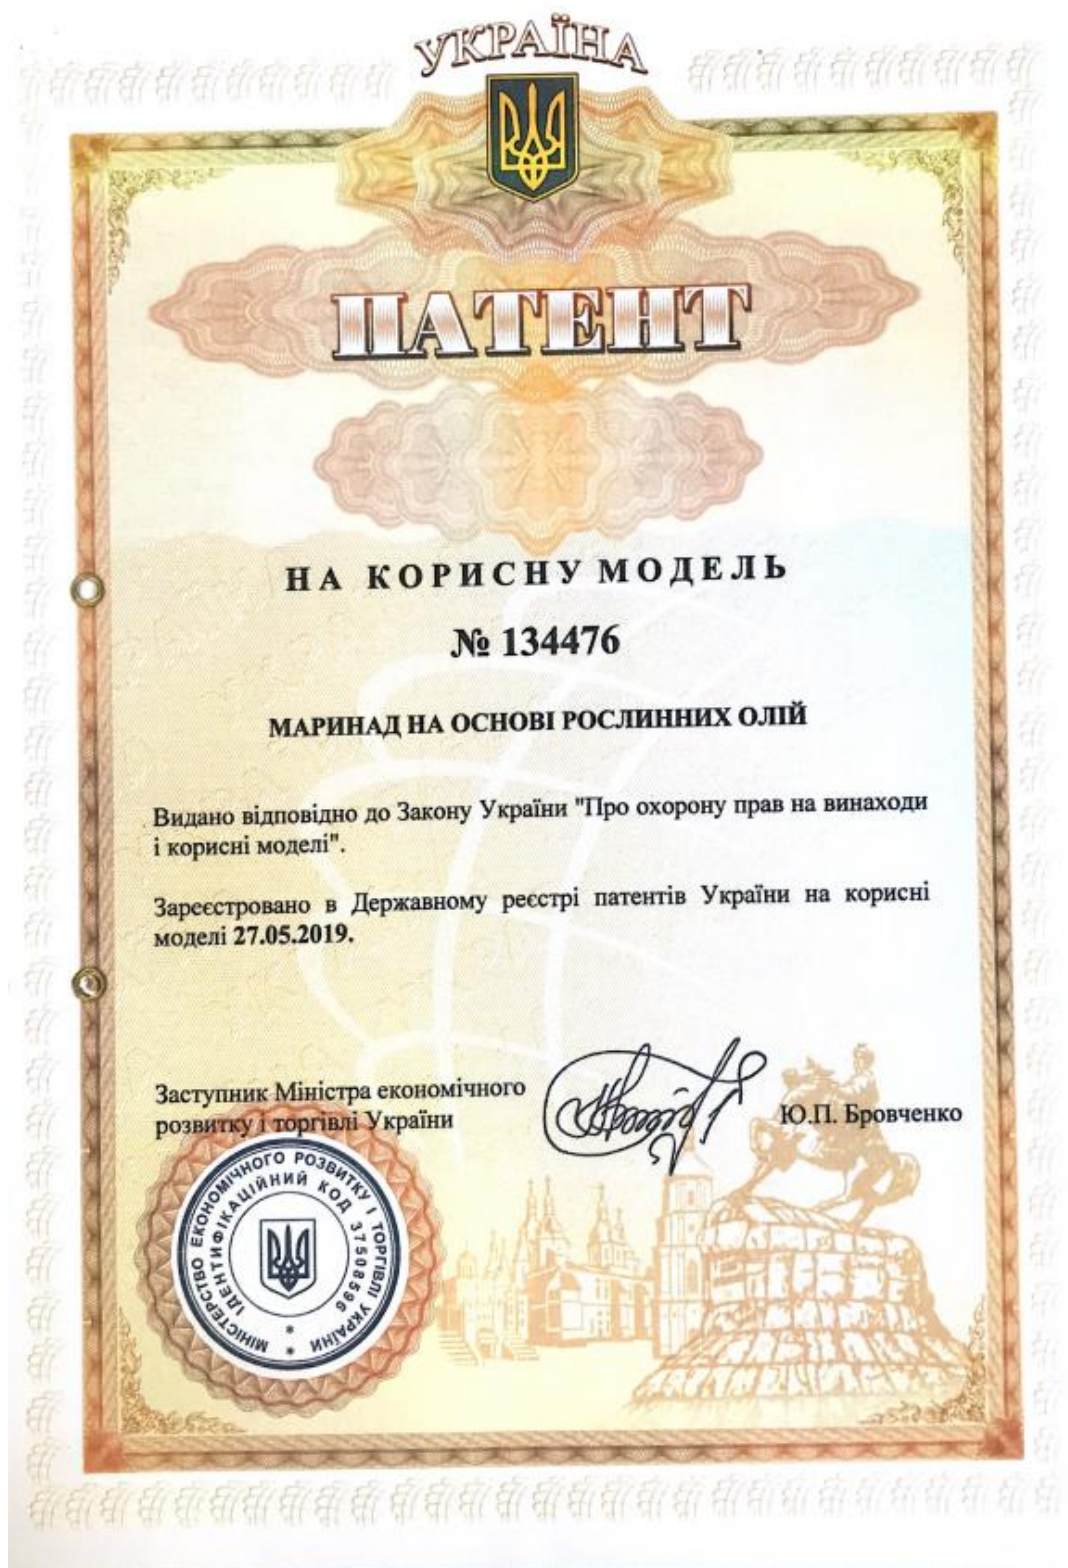 УКРАЇНА
ПАТЕНТ
НА КОРИСНУ МОДЕЛЬ
№ 134476
МАРИНАД НА ОСНОВІ РОСЛИННИХ ОЛІЙ
Видано відповідно до Закону України "Про охорону прав на винаходи
і корисні моделі".
Зареєстровано в Державному реєстрі патентів України на корисні
моделі 27.05.2019.
Заступник Міністра економічного
розвитку і торгівлі України
Ю.П. Бровченко
МІНІСТЕРСТВО ЕКОНОМІЧНОГО РОЗВИТКУ І ТОРГІВЛІ УКРАЇНИ *
ІДЕНТИФІКАЦІЙНИЙ КОД 37508596 *